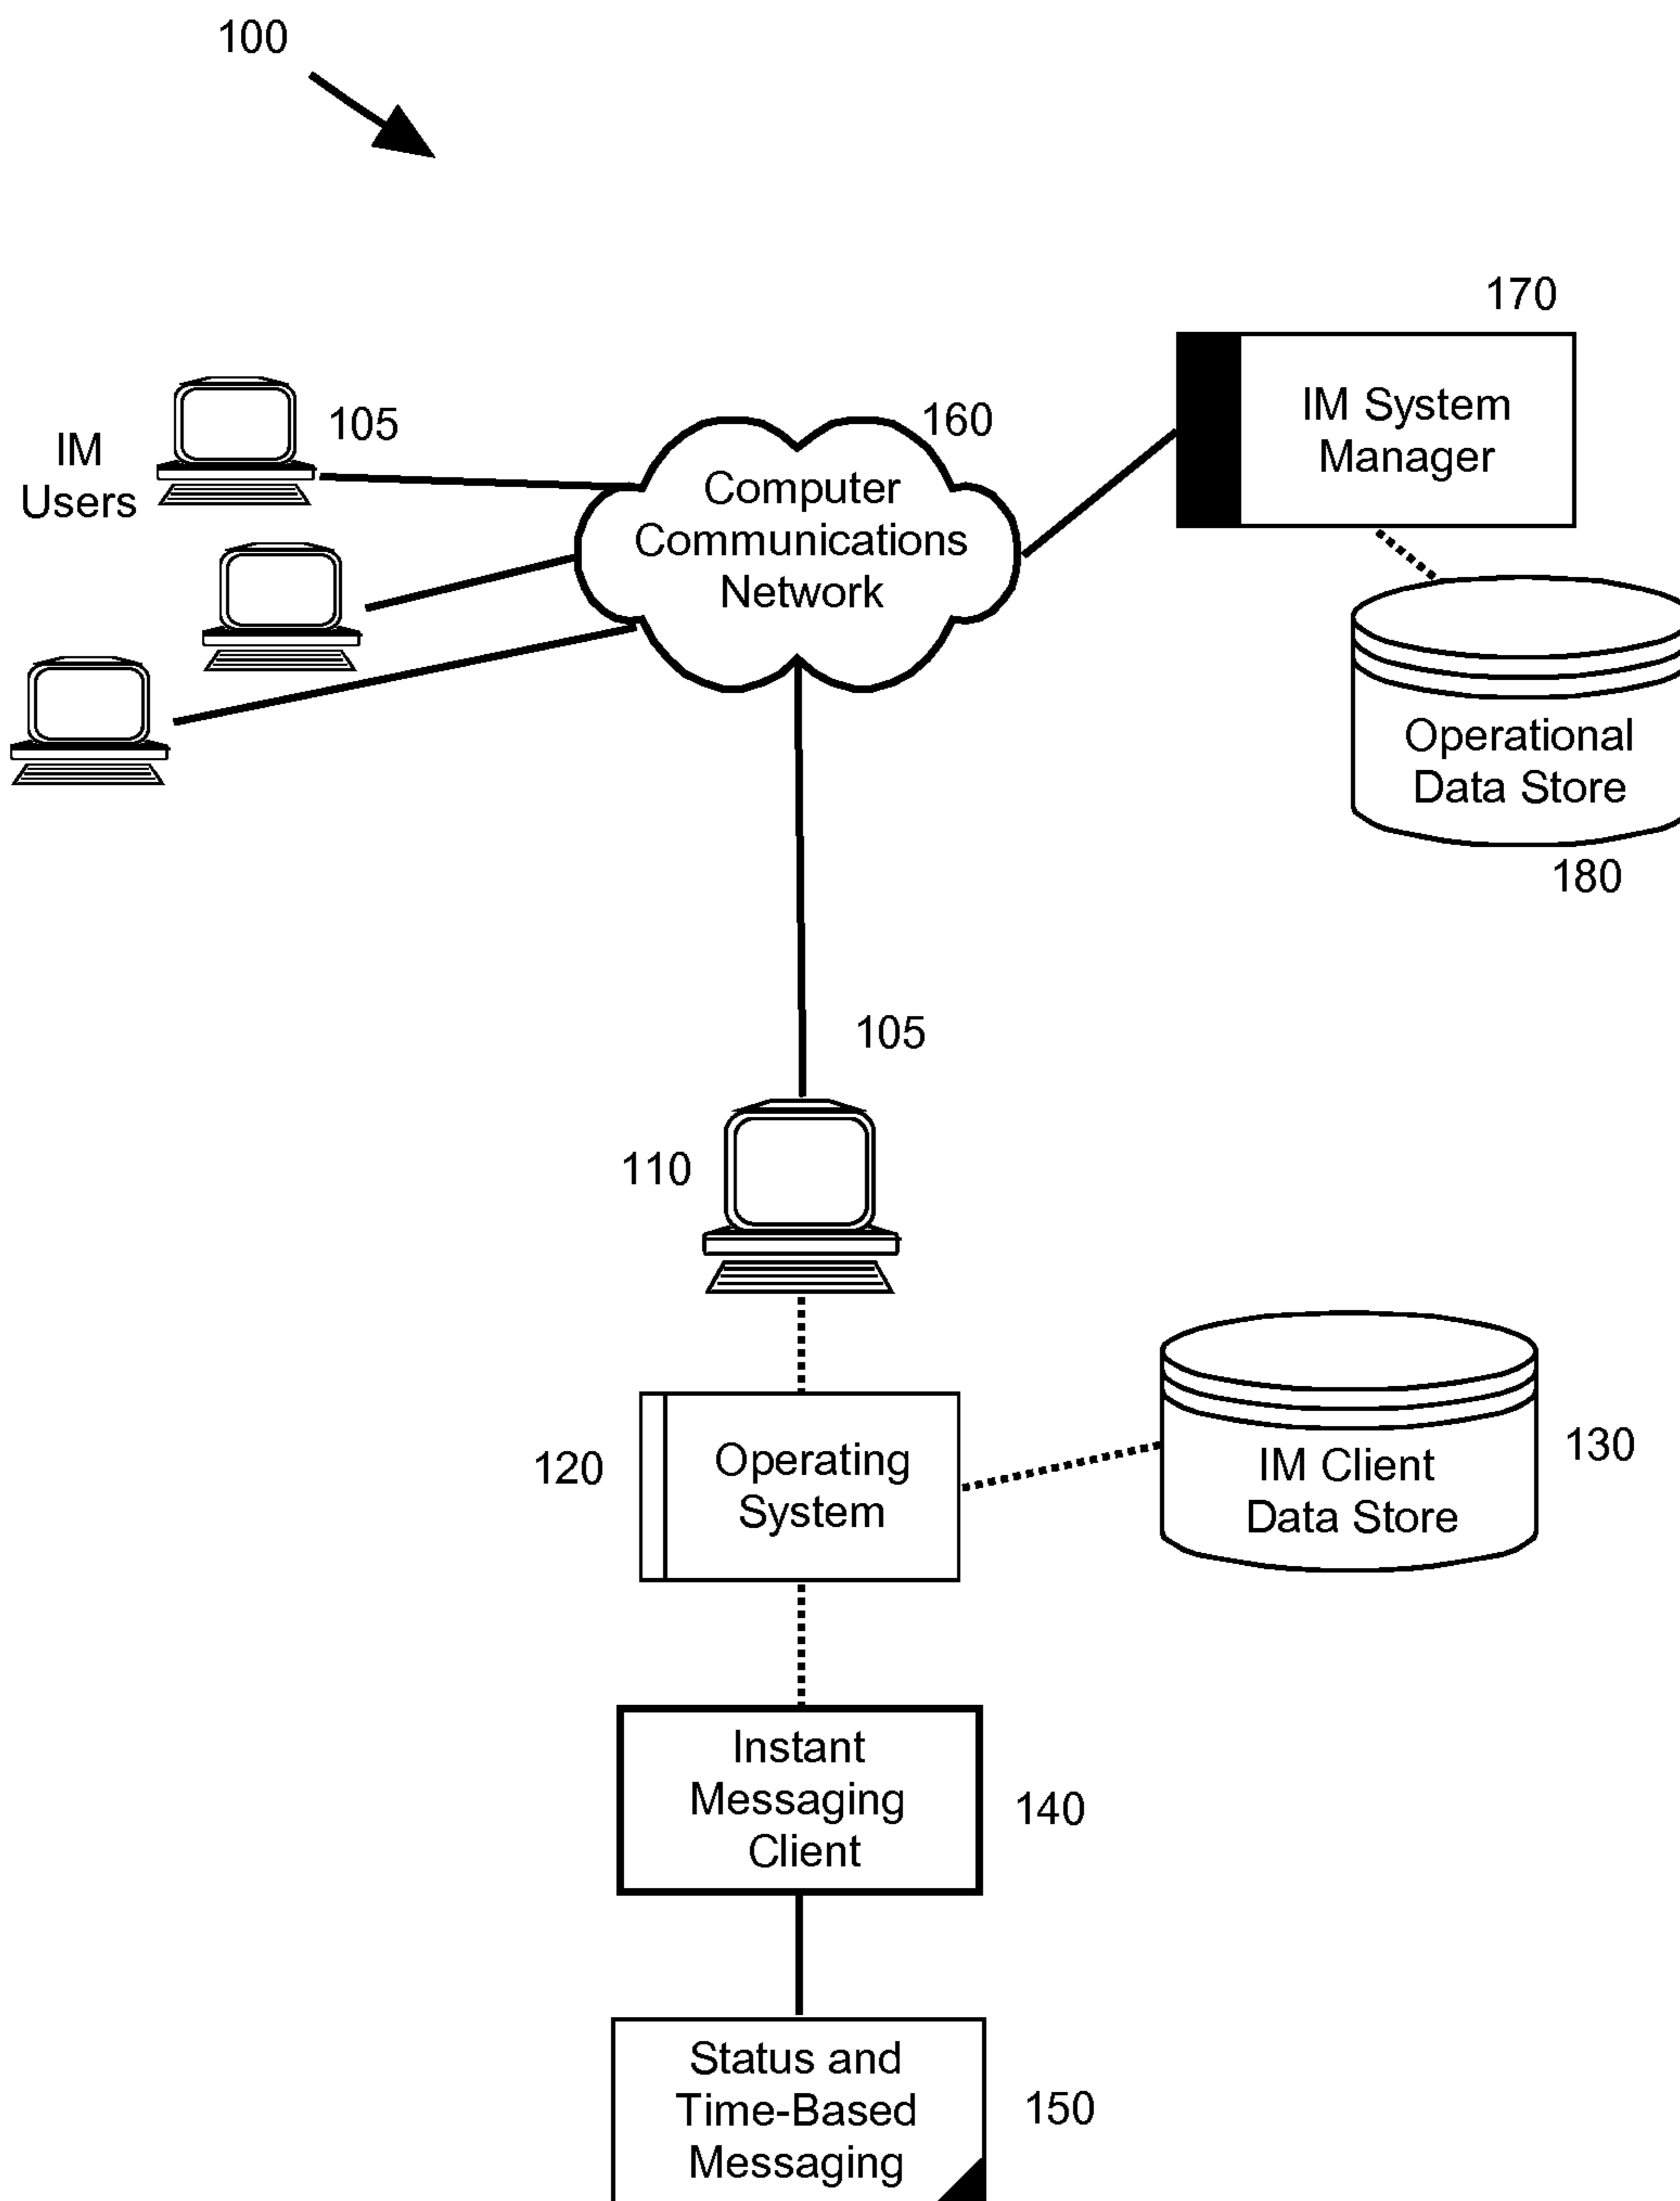 100
170
IM System
Manager
105
IM
Users
160
Computer
Communications
Network
Operational
Data Store
180
105
110
120
Operating
System
130
IM Client
Data Store
Instant
Messaging
Client
140
Status and
Time-Based
Messaging
150